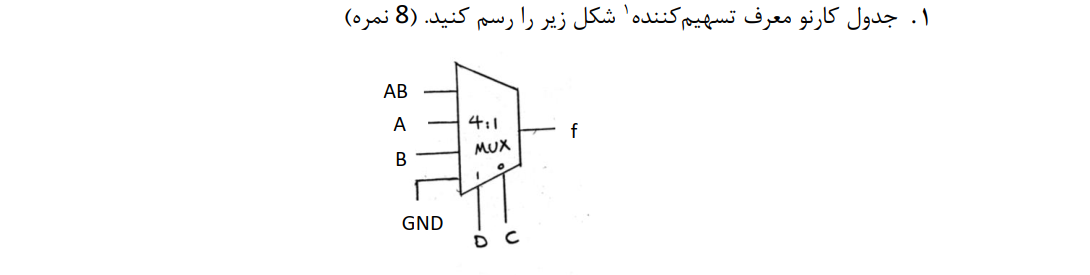 ۱. جدول کارنو معرف تسهیم‌کننده۱ شکل زیر را رسم کنید. (8 نمره)
AB
A
B
GND
4:1
MUX
1 0
D C
f